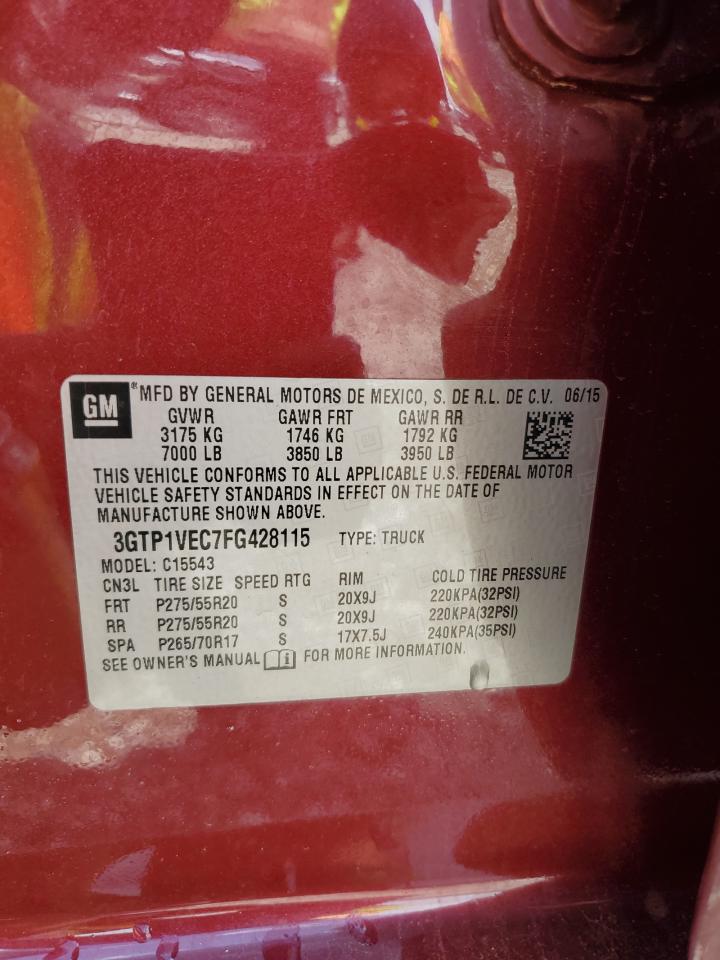 GM ® MFD BY GENERAL MOTORS DE MEXICO, S. DE R.L. DE C.V. 06/15
GVWR GAWR FRT GAWR RR
3175 KG 1746 KG 1792 KG
7000 LB 3850 LB 3950 LB
THIS VEHICLE CONFORMS TO ALL APPLICABLE U.S. FEDERAL MOTOR
VEHICLE SAFETY STANDARDS IN EFFECT ON THE DATE OF
MANUFACTURE SHOWN ABOVE.
3GTP1VEC7FG428115 TYPE: TRUCK
MODEL: C15543
CN3L TIRE SIZE SPEED RTG RIM COLD TIRE PRESSURE
FRT P275/55R20 S 20X9J 220KPA(32PSI)
RR P275/55R20 S 20X9J 220KPA(32PSI)
SPA P265/70R17 S 17X7.5J 240KPA(35PSI)
SEE OWNER'S MANUAL FOR MORE INFORMATION.